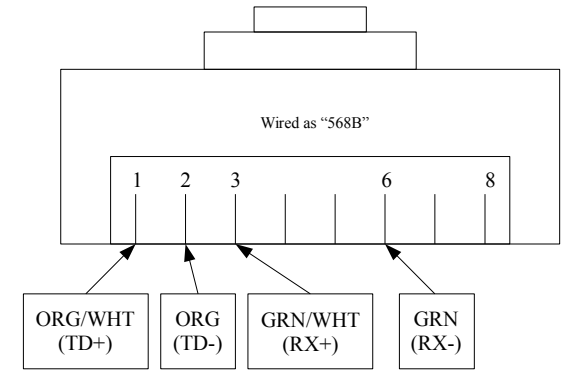 Wired as “568B”
1 2 3 6 8
ORG/WHT
(TD+)
ORG
(TD-)
GRN/WHT
(RX+)
GRN
(RX-)